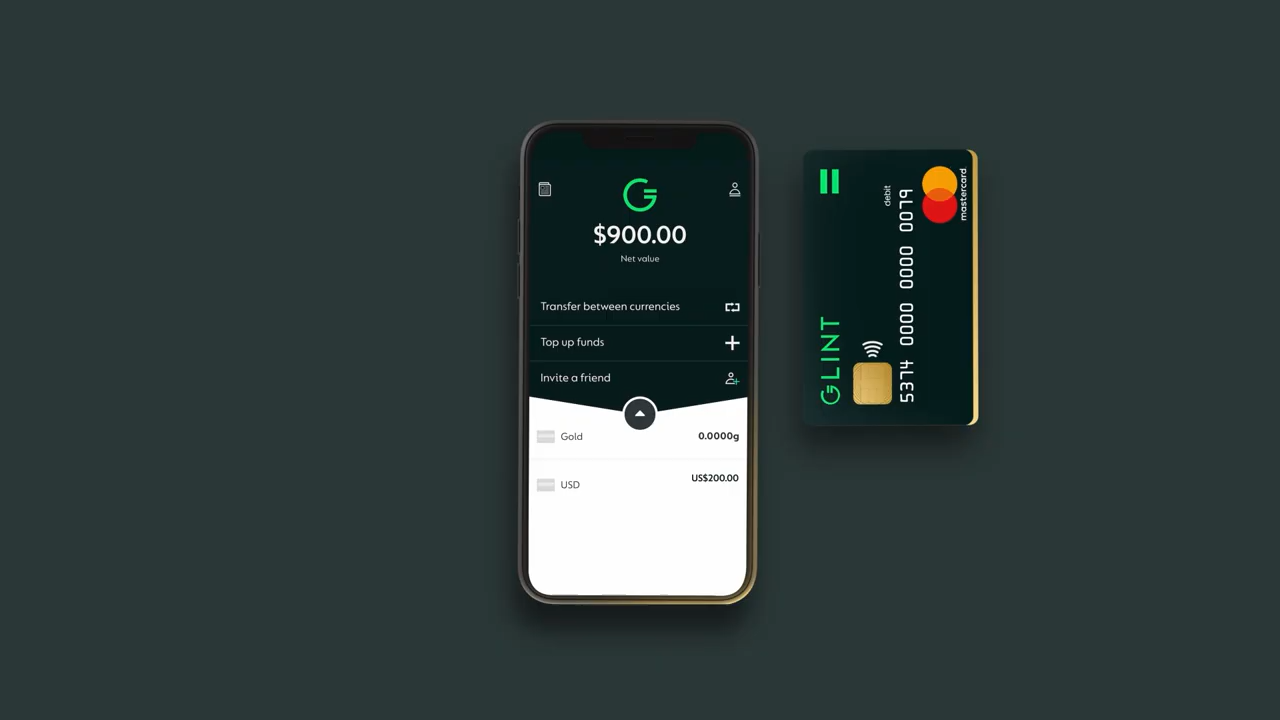 $900.00
Net value
Transfer between currencies
Top up funds
Invite a friend
Gold 0.0000g
USD US$200.00
GLINT
debit
5374 0000 0000 0076
mastercard